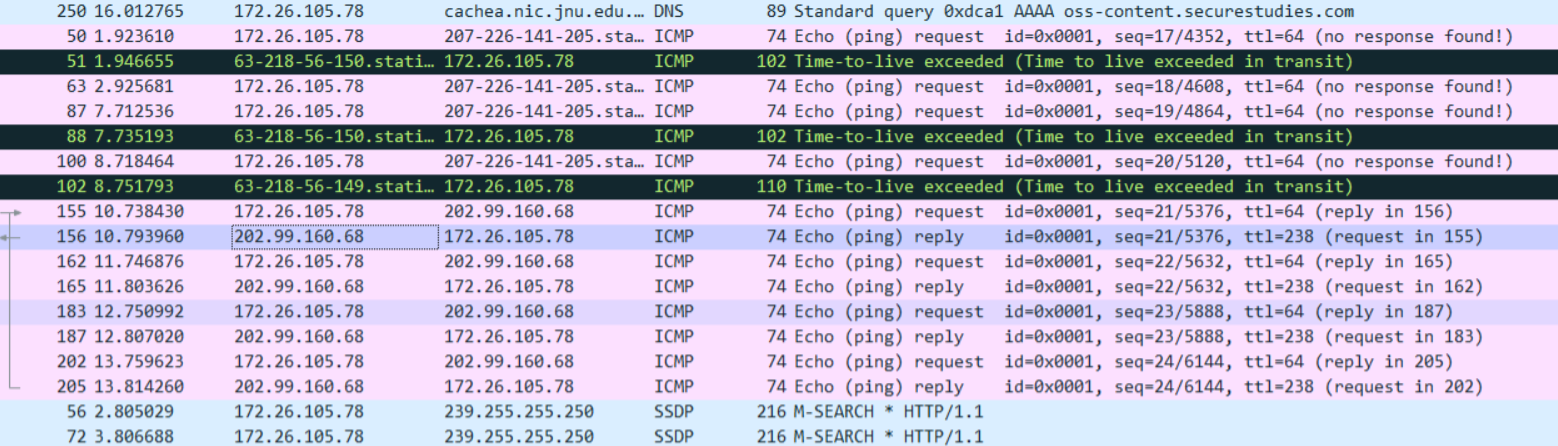 250 16.012765 172.26.105.78 cachea.nic.jnu.edu.… DNS 89 Standard query 0xdca1 AAAA oss-content.securestudies.com
50 1.923610 172.26.105.78 207-226-141-205.sta… ICMP 74 Echo (ping) request id=0x0001, seq=17/4352, ttl=64 (no response found!)
51 1.946655 63-218-56-150.stati… 172.26.105.78 ICMP 102 Time-to-live exceeded (Time to live exceeded in transit)
63 2.925681 172.26.105.78 207-226-141-205.sta… ICMP 74 Echo (ping) request id=0x0001, seq=18/4608, ttl=64 (no response found!)
87 7.712536 172.26.105.78 207-226-141-205.sta… ICMP 74 Echo (ping) request id=0x0001, seq=19/4864, ttl=64 (no response found!)
88 7.735193 63-218-56-150.stati… 172.26.105.78 ICMP 102 Time-to-live exceeded (Time to live exceeded in transit)
100 8.718464 172.26.105.78 207-226-141-205.sta… ICMP 74 Echo (ping) request id=0x0001, seq=20/5120, ttl=64 (no response found!)
102 8.751793 63-218-56-149.stati… 172.26.105.78 ICMP 110 Time-to-live exceeded (Time to live exceeded in transit)
155 10.738430 172.26.105.78 202.99.160.68 ICMP 74 Echo (ping) request id=0x0001, seq=21/5376, ttl=64 (reply in 156)
156 10.793960 202.99.160.68 172.26.105.78 ICMP 74 Echo (ping) reply id=0x0001, seq=21/5376, ttl=238 (request in 155)
162 11.746876 172.26.105.78 202.99.160.68 ICMP 74 Echo (ping) request id=0x0001, seq=22/5632, ttl=64 (reply in 165)
165 11.803626 202.99.160.68 172.26.105.78 ICMP 74 Echo (ping) reply id=0x0001, seq=22/5632, ttl=238 (request in 162)
183 12.750992 172.26.105.78 202.99.160.68 ICMP 74 Echo (ping) request id=0x0001, seq=23/5888, ttl=64 (reply in 187)
187 12.807020 202.99.160.68 172.26.105.78 ICMP 74 Echo (ping) reply id=0x0001, seq=23/5888, ttl=238 (request in 183)
202 13.759623 172.26.105.78 202.99.160.68 ICMP 74 Echo (ping) request id=0x0001, seq=24/6144, ttl=64 (reply in 205)
205 13.814260 202.99.160.68 172.26.105.78 ICMP 74 Echo (ping) reply id=0x0001, seq=24/6144, ttl=238 (request in 202)
56 2.805029 172.26.105.78 239.255.255.250 SSDP 216 M-SEARCH * HTTP/1.1
72 3.806688 172.26.105.78 239.255.255.250 SSDP 216 M-SEARCH * HTTP/1.1